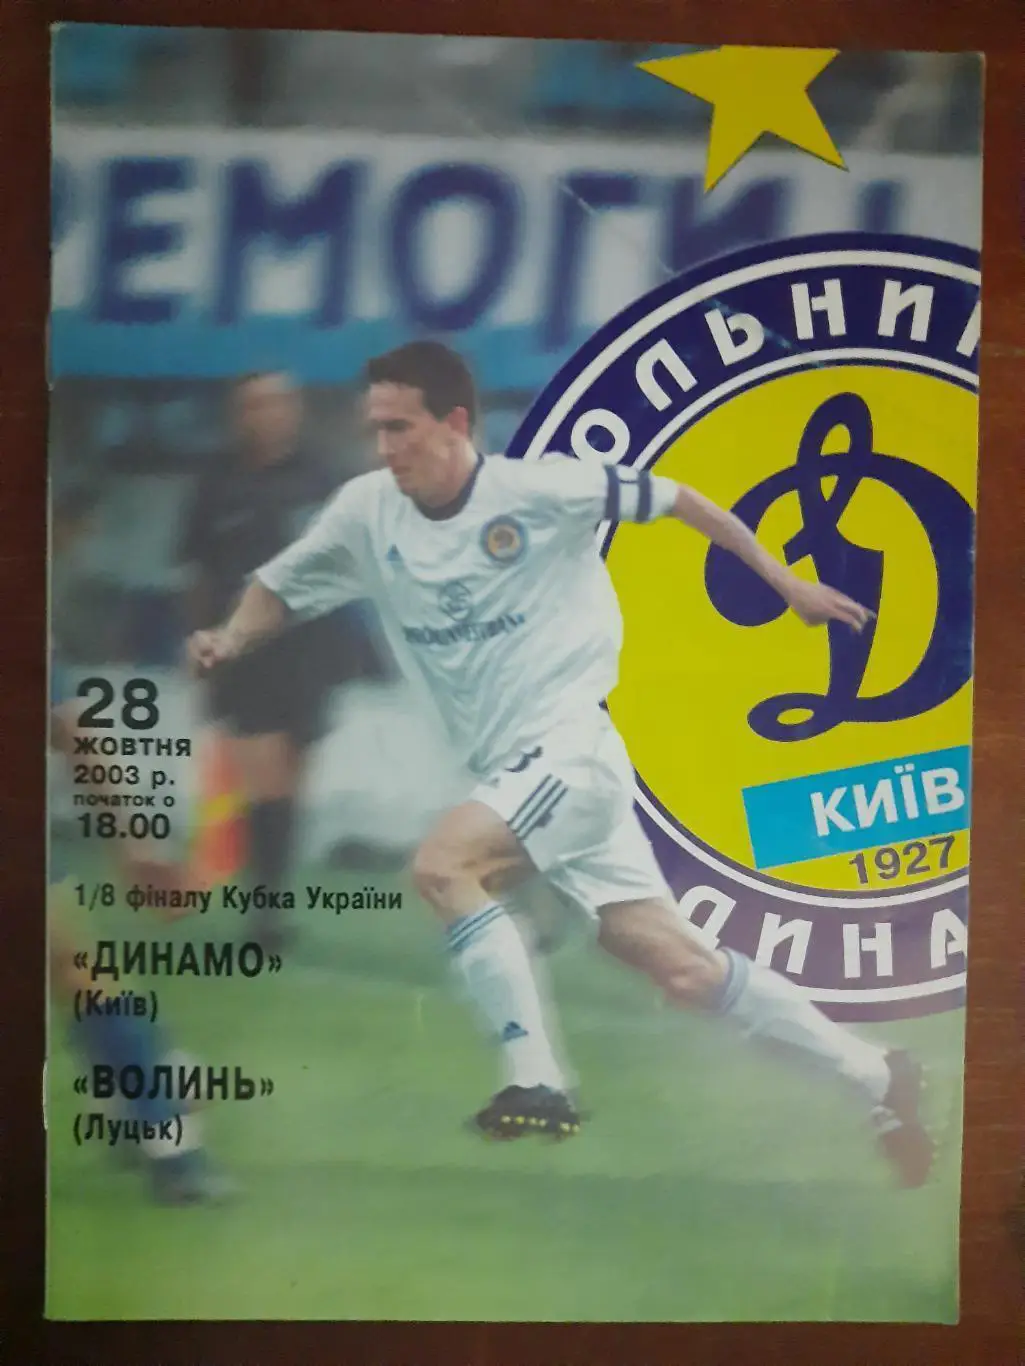 РЕМОГИ!
ОЛЬНИ
КИЇВ
1927
ДИНА
28
ЖОВТНЯ
2003 р.
початок о
18.00
1/8 фіналу Кубка України
«ДИНАМО»
(Київ)
«ВОЛИНЬ»
(Луцьк)